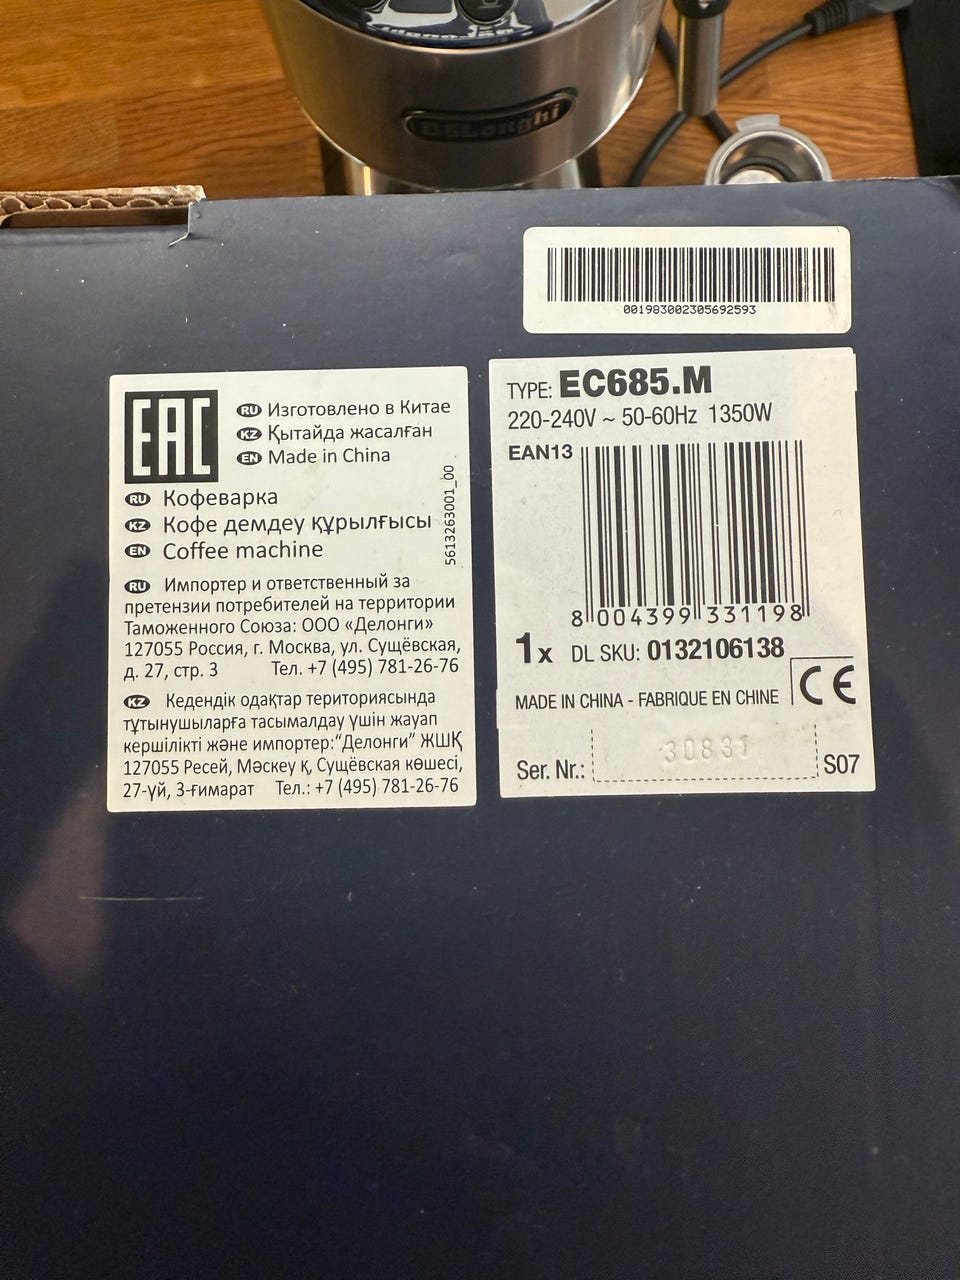 DēLonghi
001983002305692593
EAC
RU Изготовлено в Китае
KZ Қытайда жасалған
EN Made in China
RU Кофеварка
KZ Кофе демдеу құрылғысы
EN Coffee machine
5613263001_00
RU Импортер и ответственный за
претензии потребителей на территории
Таможенного Союза: ООО «Делонги»
127055 Россия, г. Москва, ул. Сущёвская,
д. 27, стр. 3 Тел. +7 (495) 781-26-76
KZ Кедендік одақтар териториясында
тұтынушыларға тасымалдау үшін жауап
кершілікті және импортер:“Делонги” ЖШҚ
127055 Ресей, Мәскеу қ, Сущёвская көшесі,
27-үй, 3-ғимарат Тел.: +7 (495) 781-26-76
TYPE: EC685.M
220-240V ~ 50-60Hz 1350W
EAN13
8 004399 331198
1x DL SKU: 0132106138
MADE IN CHINA - FABRIQUE EN CHINE CE
Ser. Nr.: 30831 S07